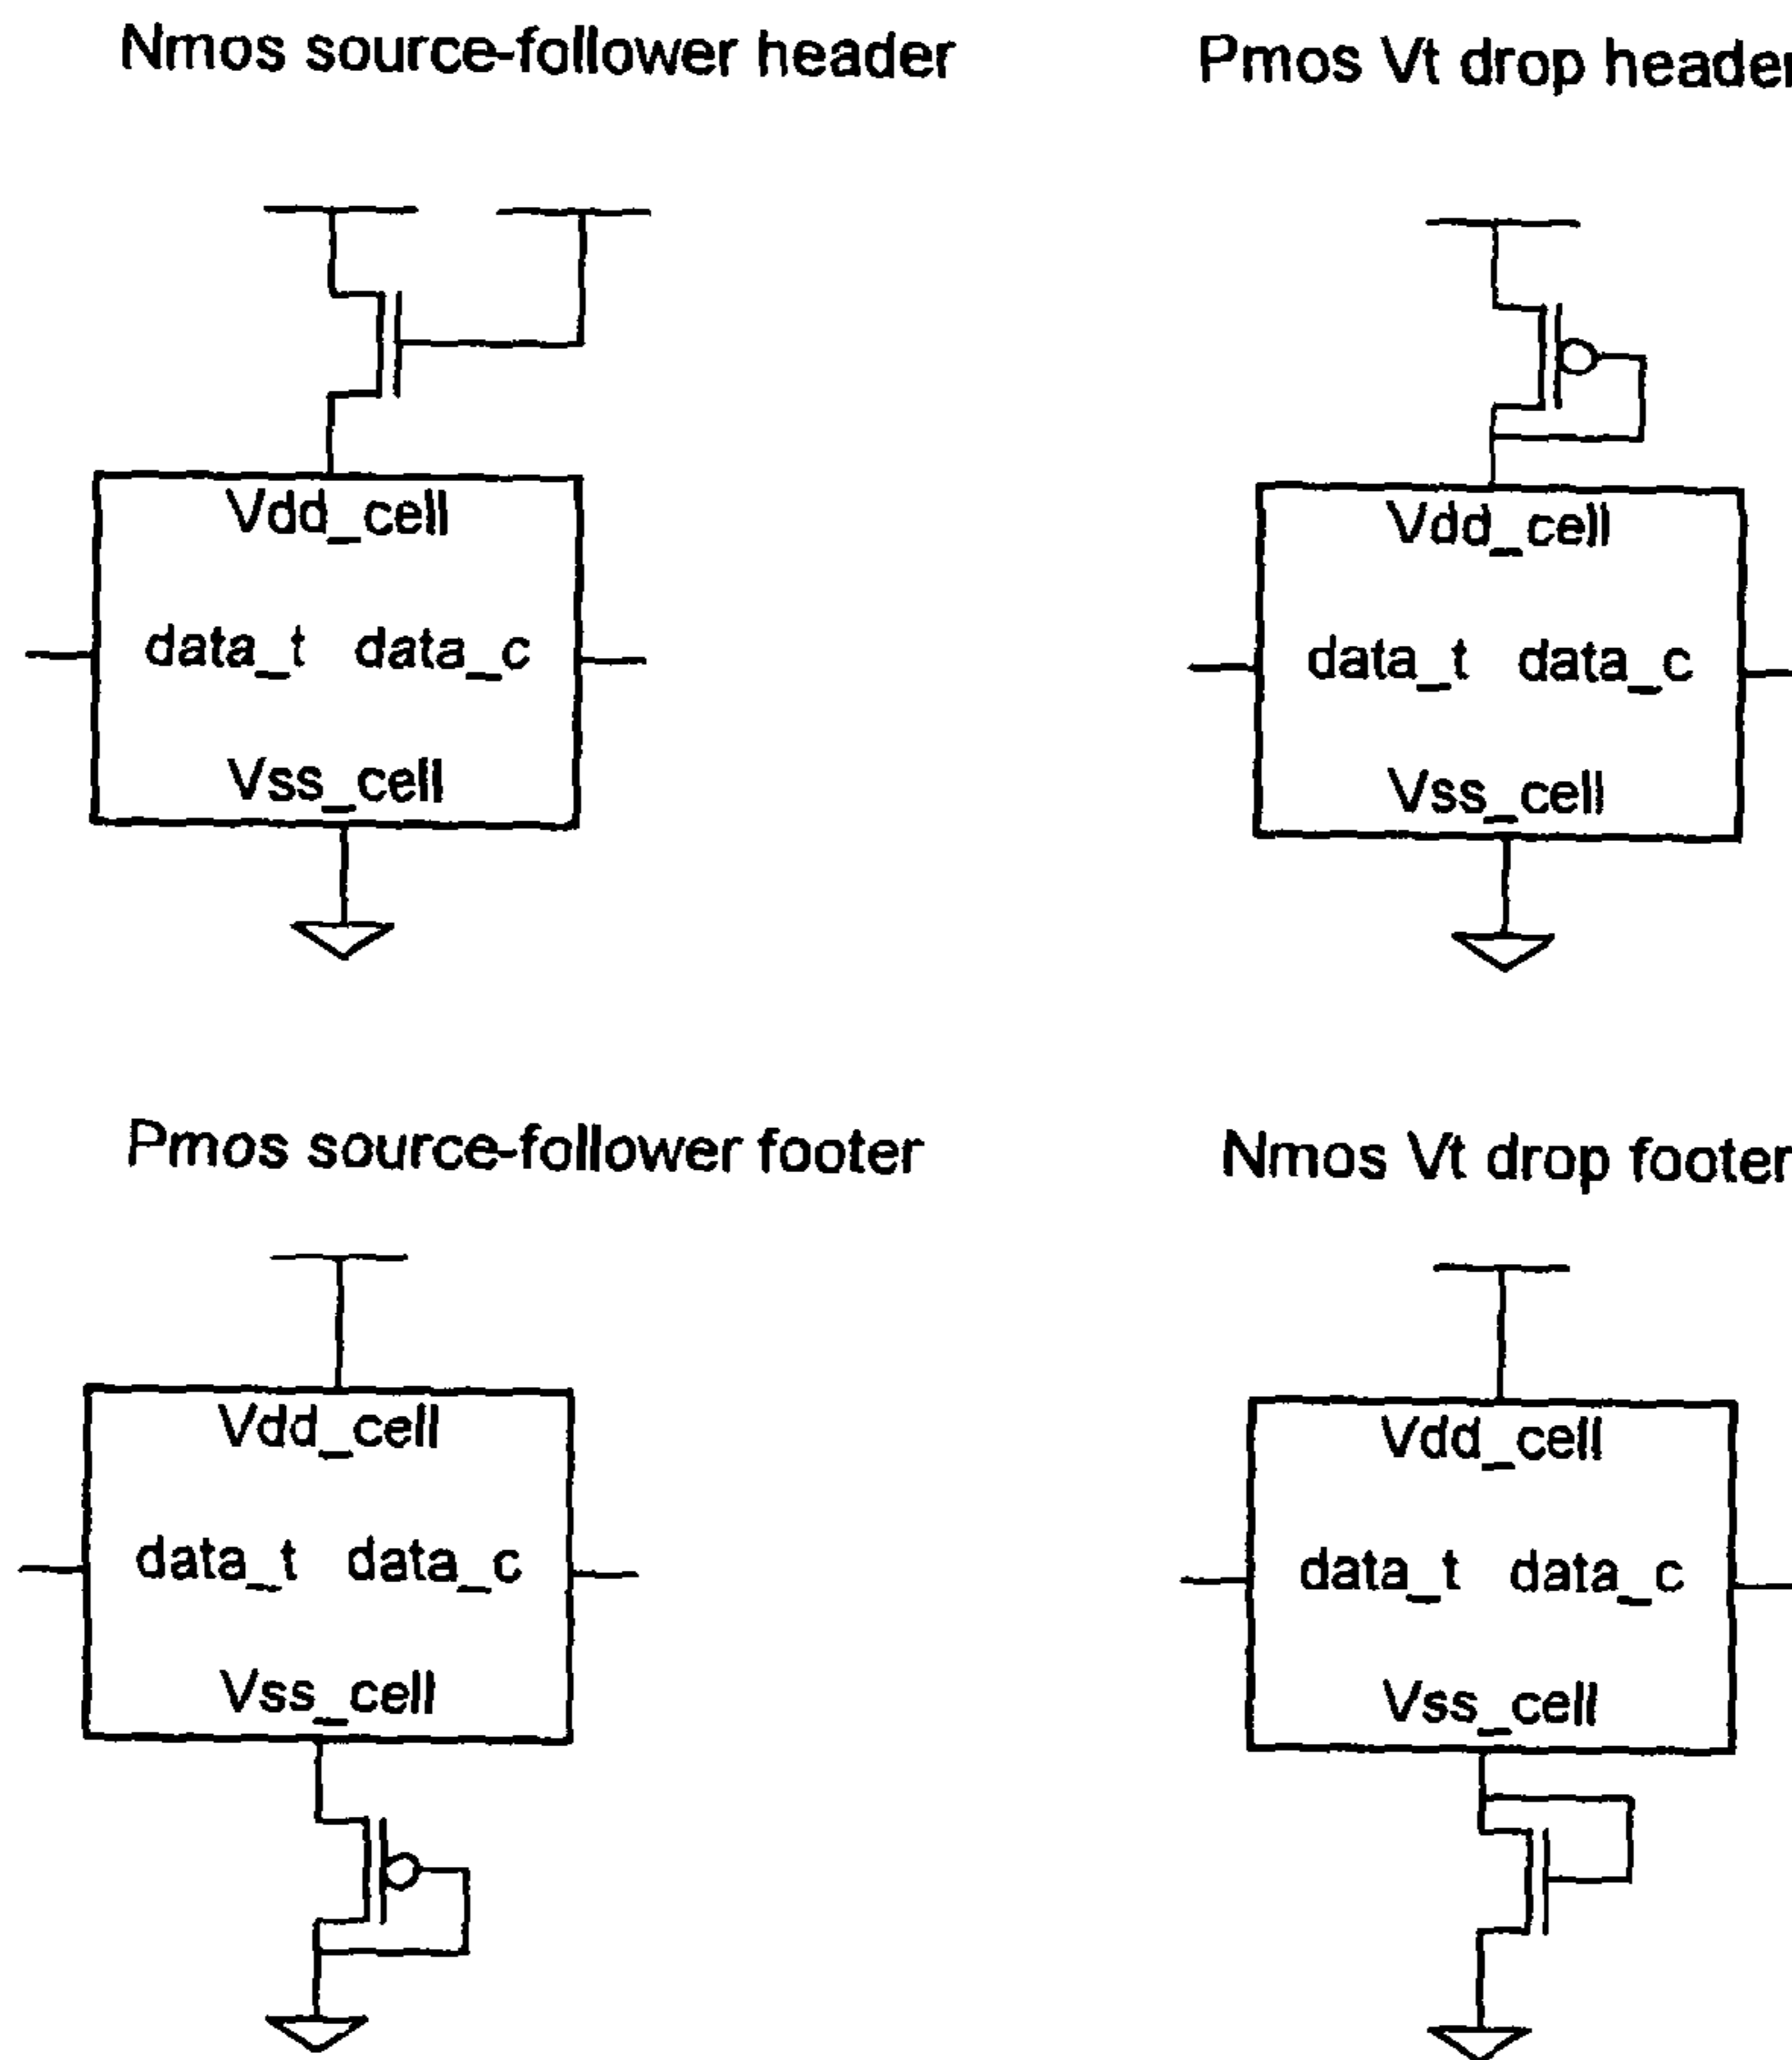 Nmos source-follower header
Pmos Vt drop header
Vdd_cell
data_t data_c
Vss_cell
Vdd_cell
data_t data_c
Vss_cell
Pmos source-follower footer
Nmos Vt drop footer
Vdd_cell
data_t data_c
Vss_cell
Vdd_cell
data_t data_c
Vss_cell